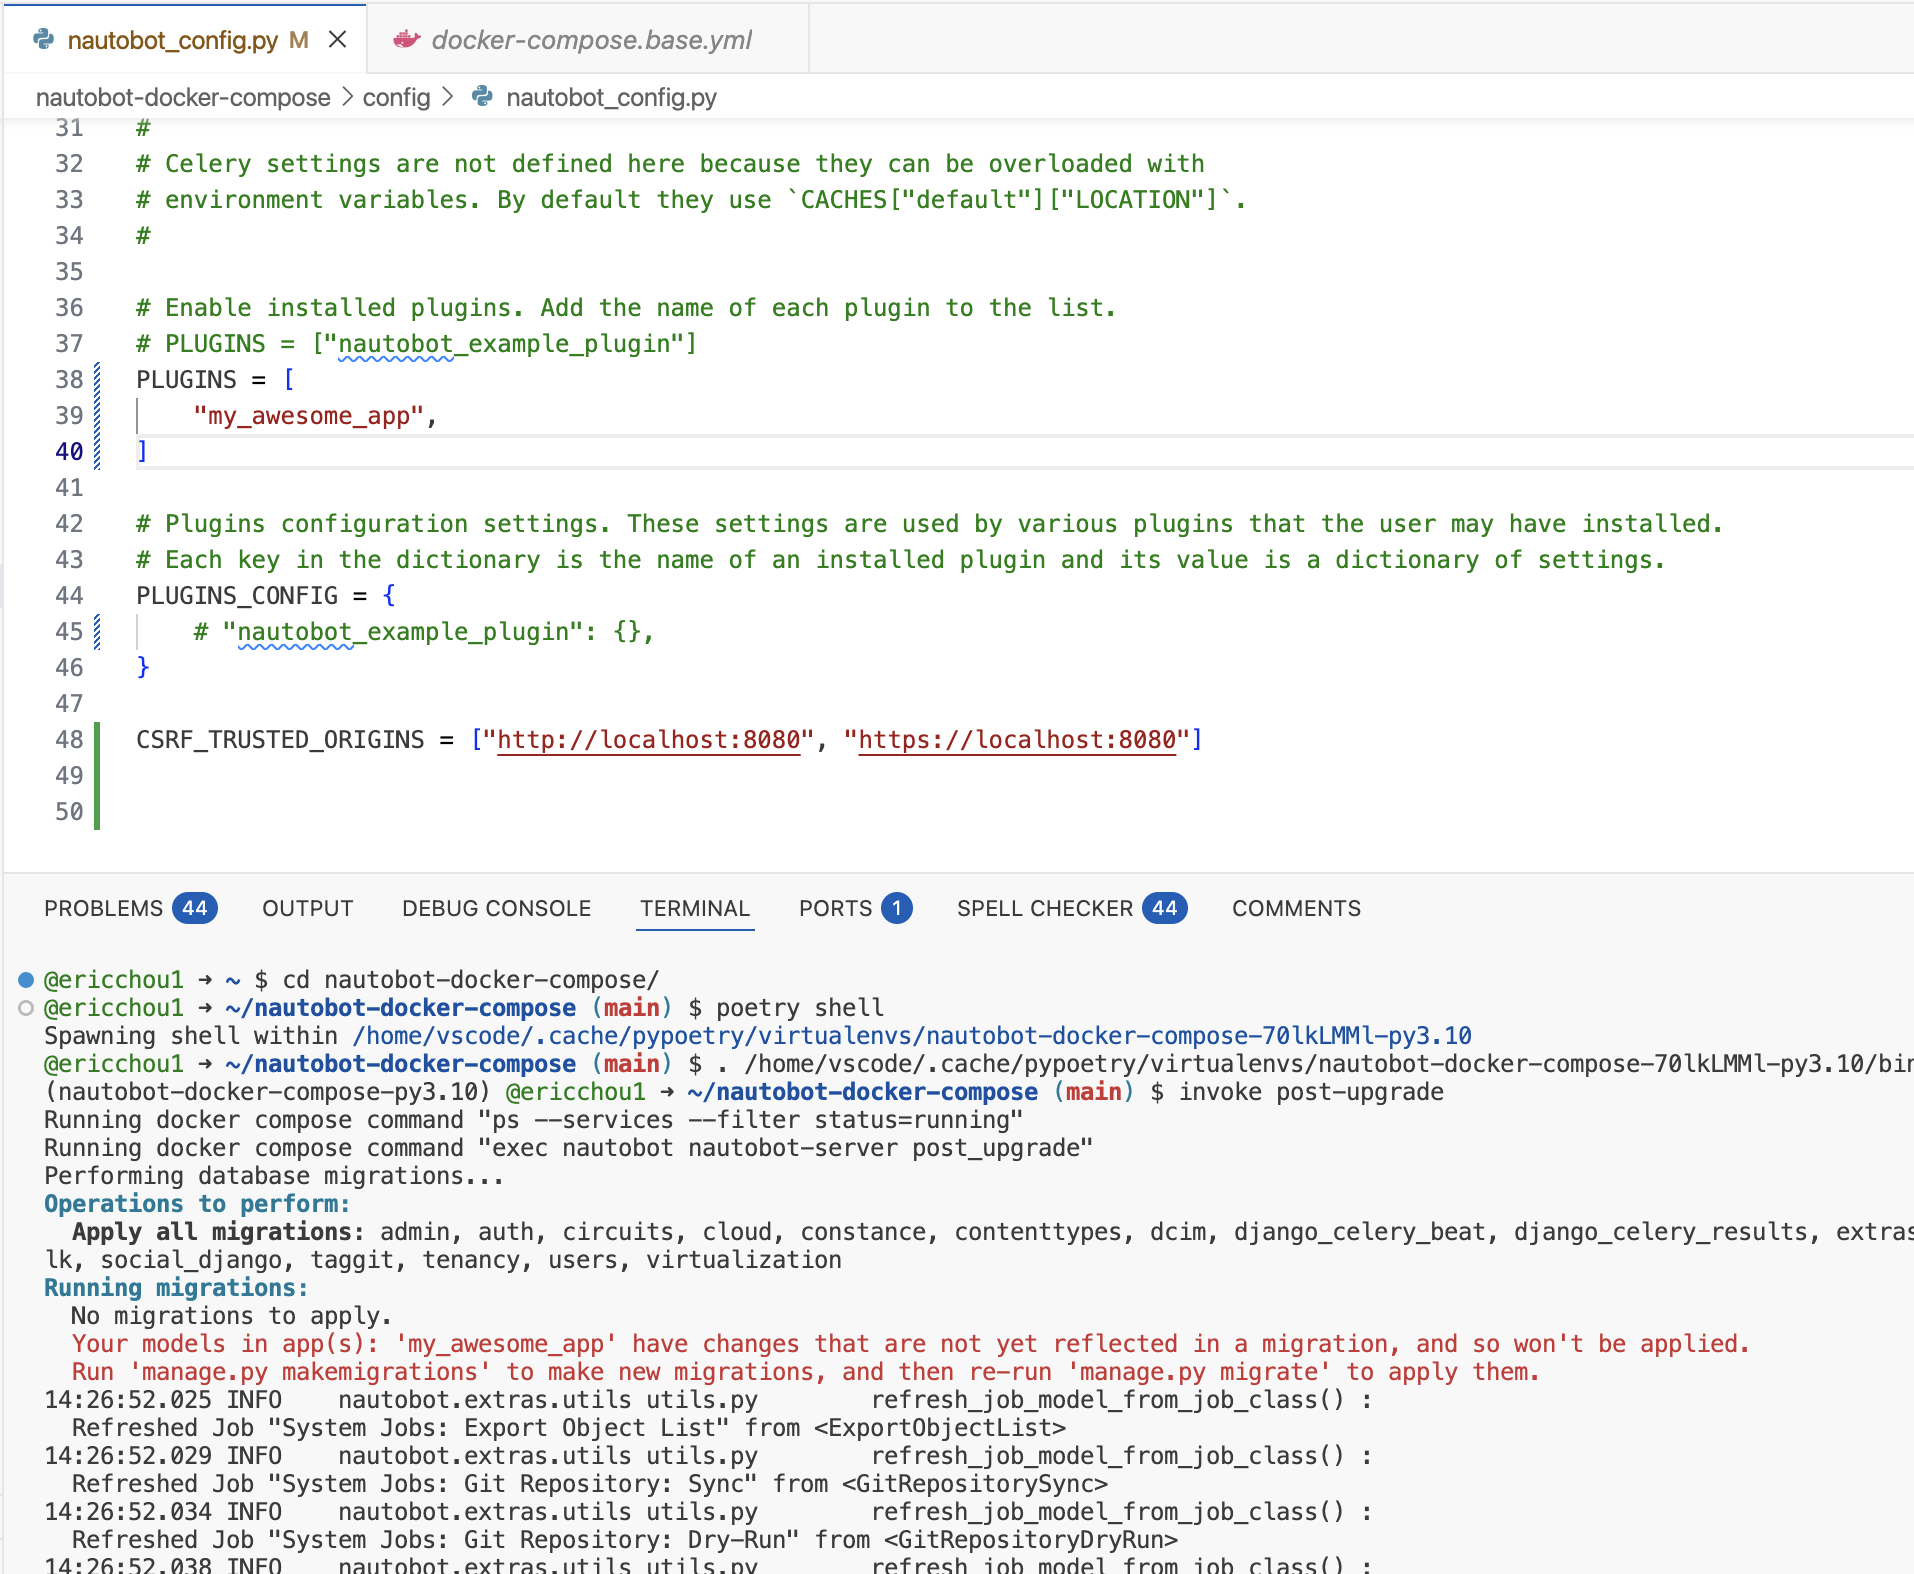 nautobot_config.py M
docker-compose.base.yml
nautobot-docker-compose > config > nautobot_config.py
31 #
32 # Celery settings are not defined here because they can be overloaded with
33 # environment variables. By default they use `CACHES["default"]["LOCATION"]`.
34 #
35
36 # Enable installed plugins. Add the name of each plugin to the list.
37 # PLUGINS = ["nautobot_example_plugin"]
38 PLUGINS = [
39     "my_awesome_app",
40 ]
41
42 # Plugins configuration settings. These settings are used by various plugins that the user may have installed.
43 # Each key in the dictionary is the name of an installed plugin and its value is a dictionary of settings.
44 PLUGINS_CONFIG = {
45     # "nautobot_example_plugin": {},
46 }
47
48 CSRF_TRUSTED_ORIGINS = ["http://localhost:8080", "https://localhost:8080"]
49
50
PROBLEMS 44 OUTPUT DEBUG CONSOLE TERMINAL PORTS 1 SPELL CHECKER 44 COMMENTS
@ericchou1 → ~ $ cd nautobot-docker-compose/
@ericchou1 → ~/nautobot-docker-compose (main) $ poetry shell
Spawning shell within /home/vscode/.cache/pypoetry/virtualenvs/nautobot-docker-compose-70lkLMMl-py3.10
@ericchou1 → ~/nautobot-docker-compose (main) $ . /home/vscode/.cache/pypoetry/virtualenvs/nautobot-docker-compose-70lkLMMl-py3.10/bin
(nautobot-docker-compose-py3.10) @ericchou1 → ~/nautobot-docker-compose (main) $ invoke post-upgrade
Running docker compose command "ps --services --filter status=running"
Running docker compose command "exec nautobot nautobot-server post_upgrade"
Performing database migrations...
Operations to perform:
  Apply all migrations: admin, auth, circuits, cloud, constance, contenttypes, dcim, django_celery_beat, django_celery_results, extras
lk, social_django, taggit, tenancy, users, virtualization
Running migrations:
  No migrations to apply.
  Your models in app(s): 'my_awesome_app' have changes that are not yet reflected in a migration, and so won't be applied.
  Run 'manage.py makemigrations' to make new migrations, and then re-run 'manage.py migrate' to apply them.
14:26:52.025 INFO    nautobot.extras.utils utils.py        refresh_job_model_from_job_class() :
  Refreshed Job "System Jobs: Export Object List" from <ExportObjectList>
14:26:52.029 INFO    nautobot.extras.utils utils.py        refresh_job_model_from_job_class() :
  Refreshed Job "System Jobs: Git Repository: Sync" from <GitRepositorySync>
14:26:52.034 INFO    nautobot.extras.utils utils.py        refresh_job_model_from_job_class() :
  Refreshed Job "System Jobs: Git Repository: Dry-Run" from <GitRepositoryDryRun>
14:26:52.038 INFO    nautobot.extras.utils utils.py        refresh_job_model_from_job_class() :